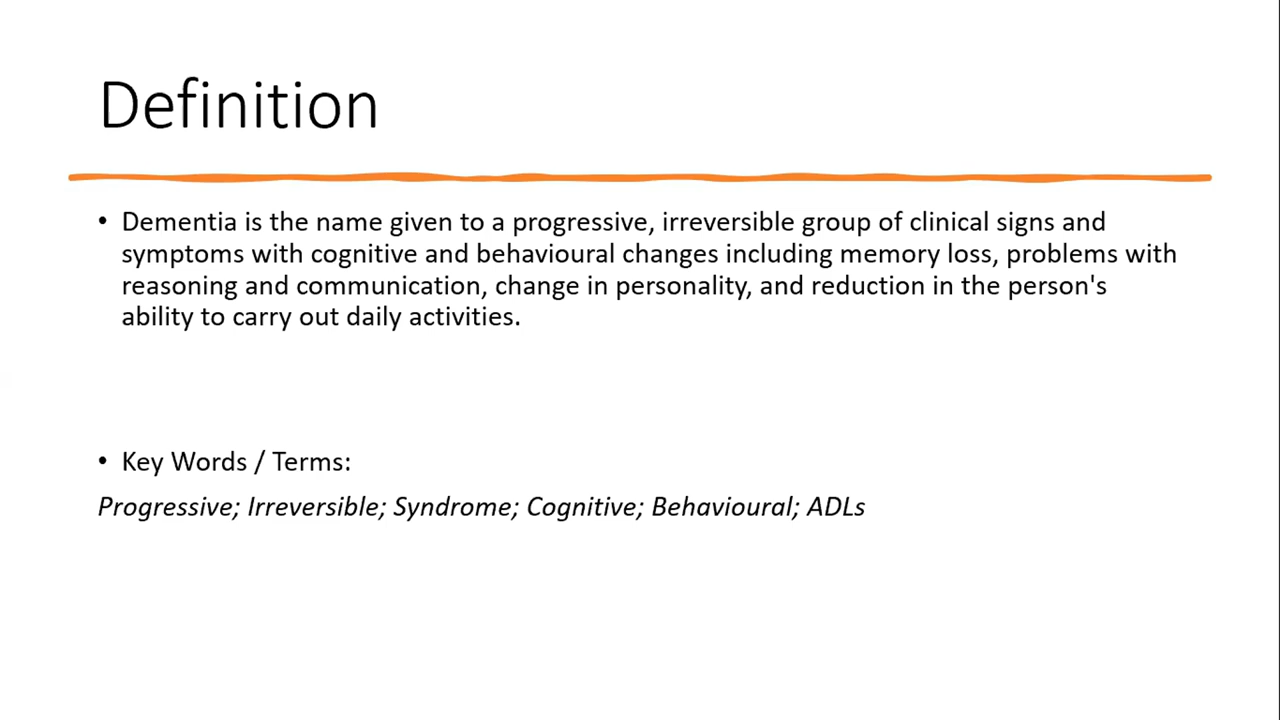 Definition
• Dementia is the name given to a progressive, irreversible group of clinical signs and
symptoms with cognitive and behavioural changes including memory loss, problems with
reasoning and communication, change in personality, and reduction in the person's
ability to carry out daily activities.
• Key Words / Terms:
Progressive; Irreversible; Syndrome; Cognitive; Behavioural; ADLs